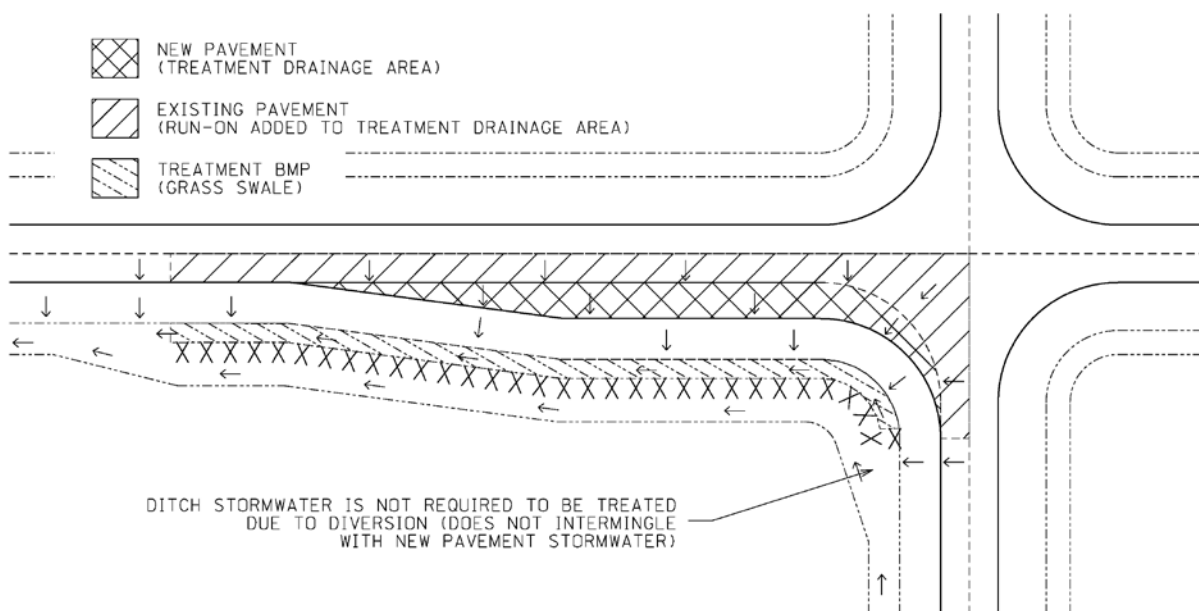 NEW PAVEMENT
(TREATMENT DRAINAGE AREA)
EXISTING PAVEMENT
(RUN-ON ADDED TO TREATMENT DRAINAGE AREA)
TREATMENT BMP
(GRASS SWALE)
DITCH STORMWATER IS NOT REQUIRED TO BE TREATED
DUE TO DIVERSION (DOES NOT INTERMINGLE
WITH NEW PAVEMENT STORMWATER)